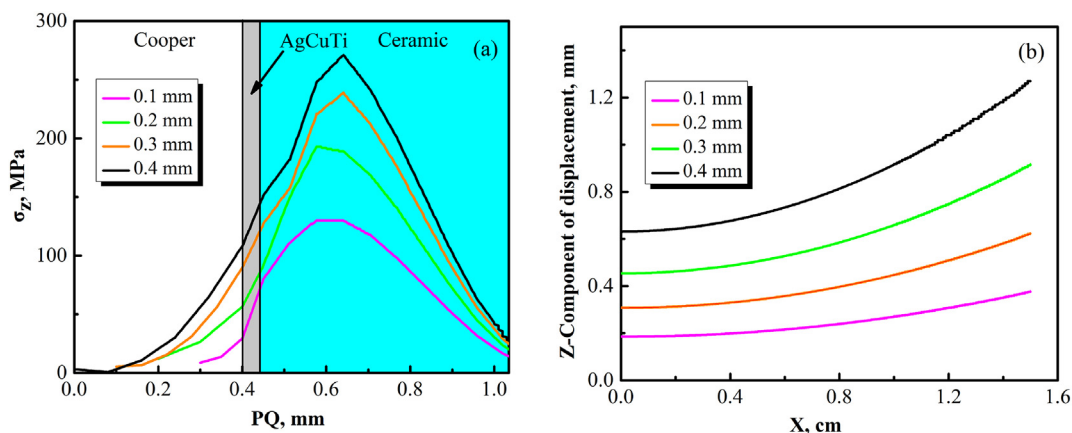 300
200
100
0
σZ, MPa
Cooper
AgCuTi
Ceramic
(a)
0.1 mm
0.2 mm
0.3 mm
0.4 mm
0.0 0.2 0.4 0.6 0.8 1.0
PQ, mm
Z-Component of displacement, mm
1.2
0.8
0.4
0.0
(b)
0.1 mm
0.2 mm
0.3 mm
0.4 mm
0.0 0.4 0.8 1.2 1.6
X, cm